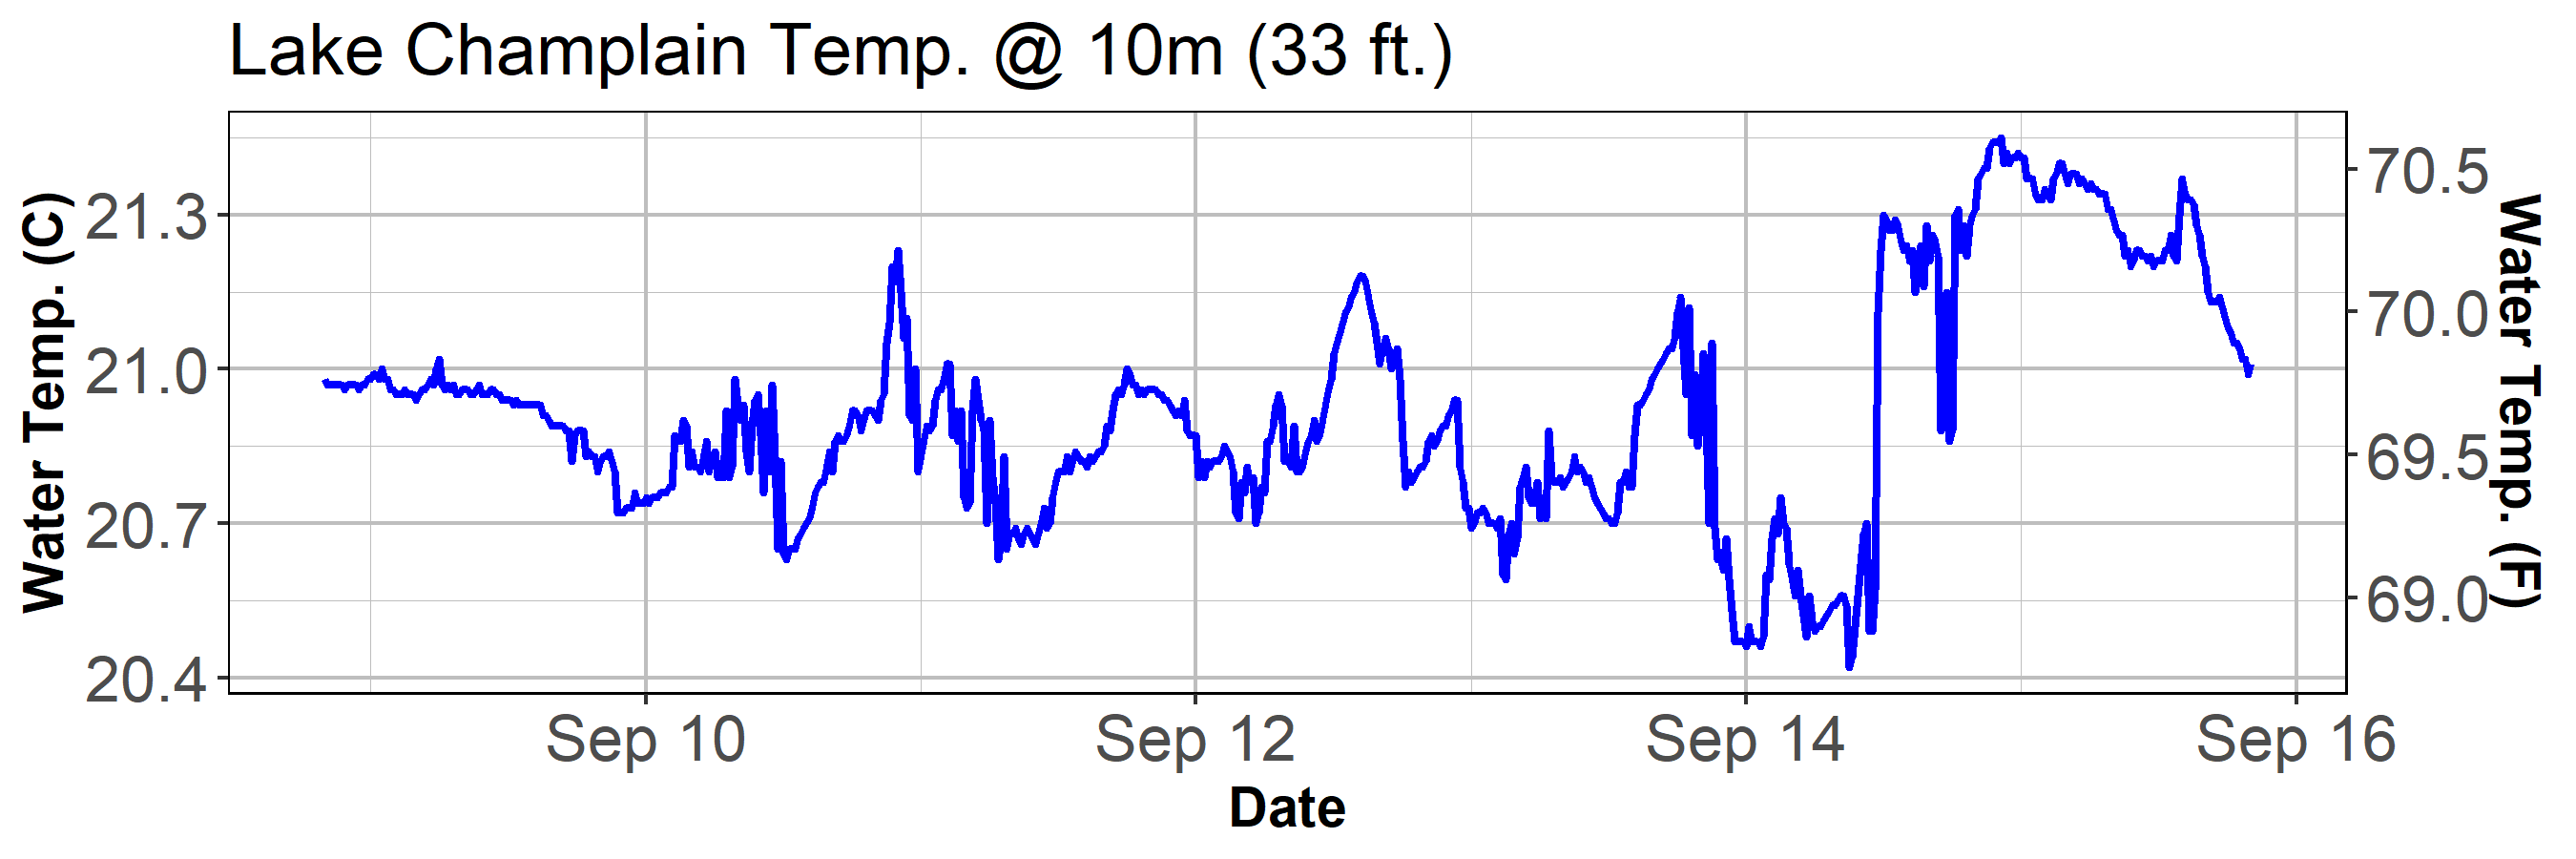 Lake Champlain Temp. @ 10m (33 ft.)
Water Temp. (C)
21.3
21.0
20.7
20.4
70.5
70.0
69.5
69.0
Water Temp. (F)
Sep 10
Sep 12
Sep 14
Sep 16
Date